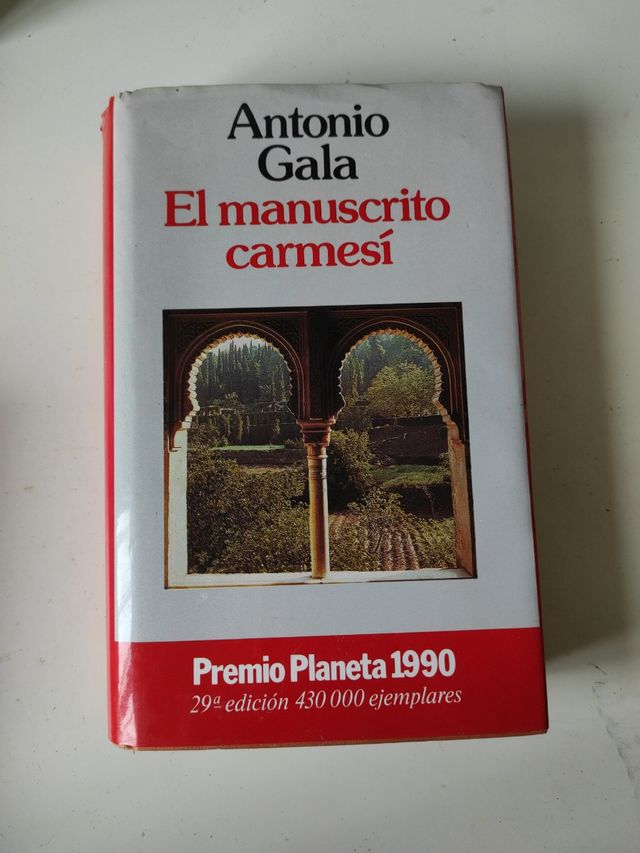 Antonio
Gala
El manuscrito
carmesí
Premio Planeta 1990
29ª edición 430 000 ejemplares